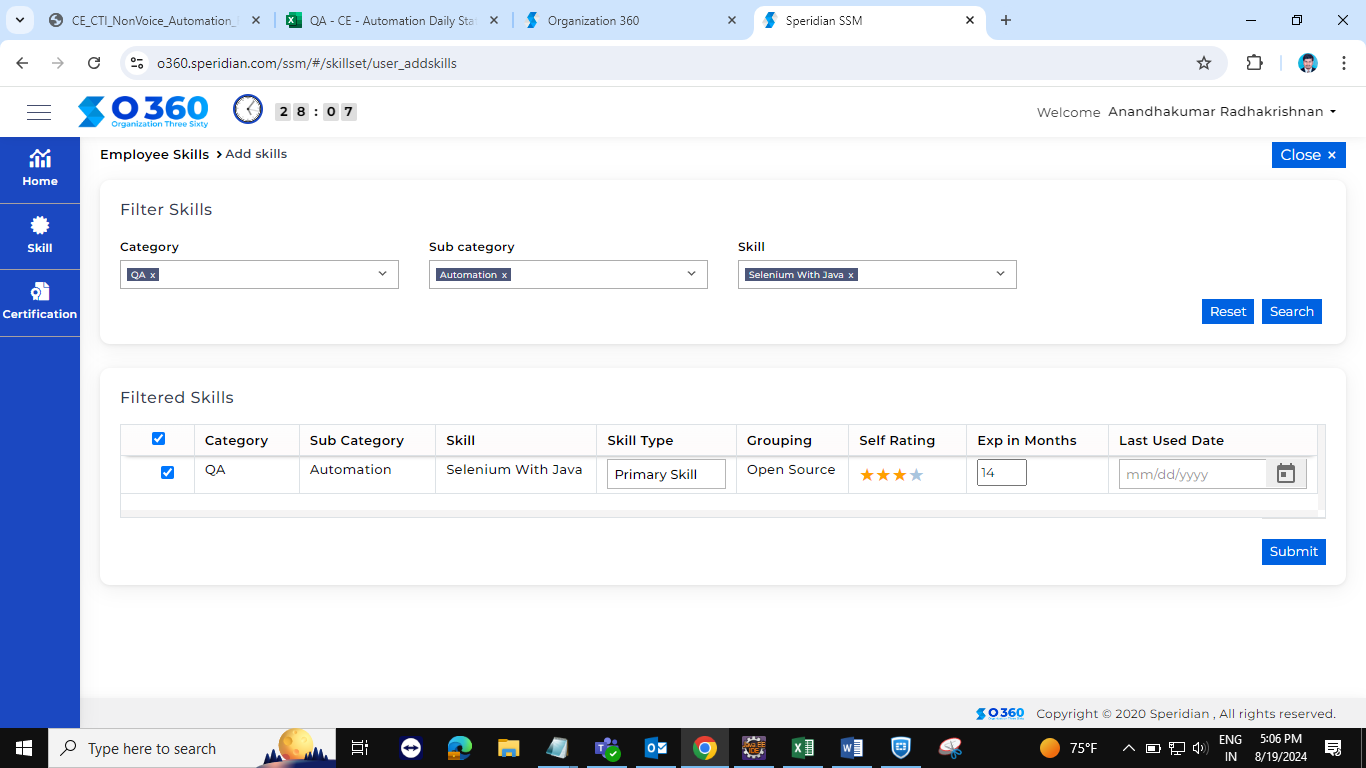 CE_CTI_NonVoice_Automation_
QA - CE - Automation Daily Sta
Organization 360
Speridian SSM
o360.speridian.com/ssm/#/skillset/user_addskills
O 360
Organization Three Sixty
28:07
Welcome Anandhakumar Radhakrishnan
Home
Skill
Certification
Employee Skills > Add skills
Close ×
Filter Skills
Category
Sub category
Skill
QA x
Automation x
Selenium With Java x
Reset
Search
Filtered Skills
Category Sub Category Skill Skill Type Grouping Self Rating Exp in Months Last Used Date
QA Automation Selenium With Java Primary Skill Open Source 14 mm/dd/yyyy
Submit
O 360 Copyright © 2020 Speridian , All rights reserved.
Type here to search
75°F
ENG
IN
5:06 PM
8/19/2024